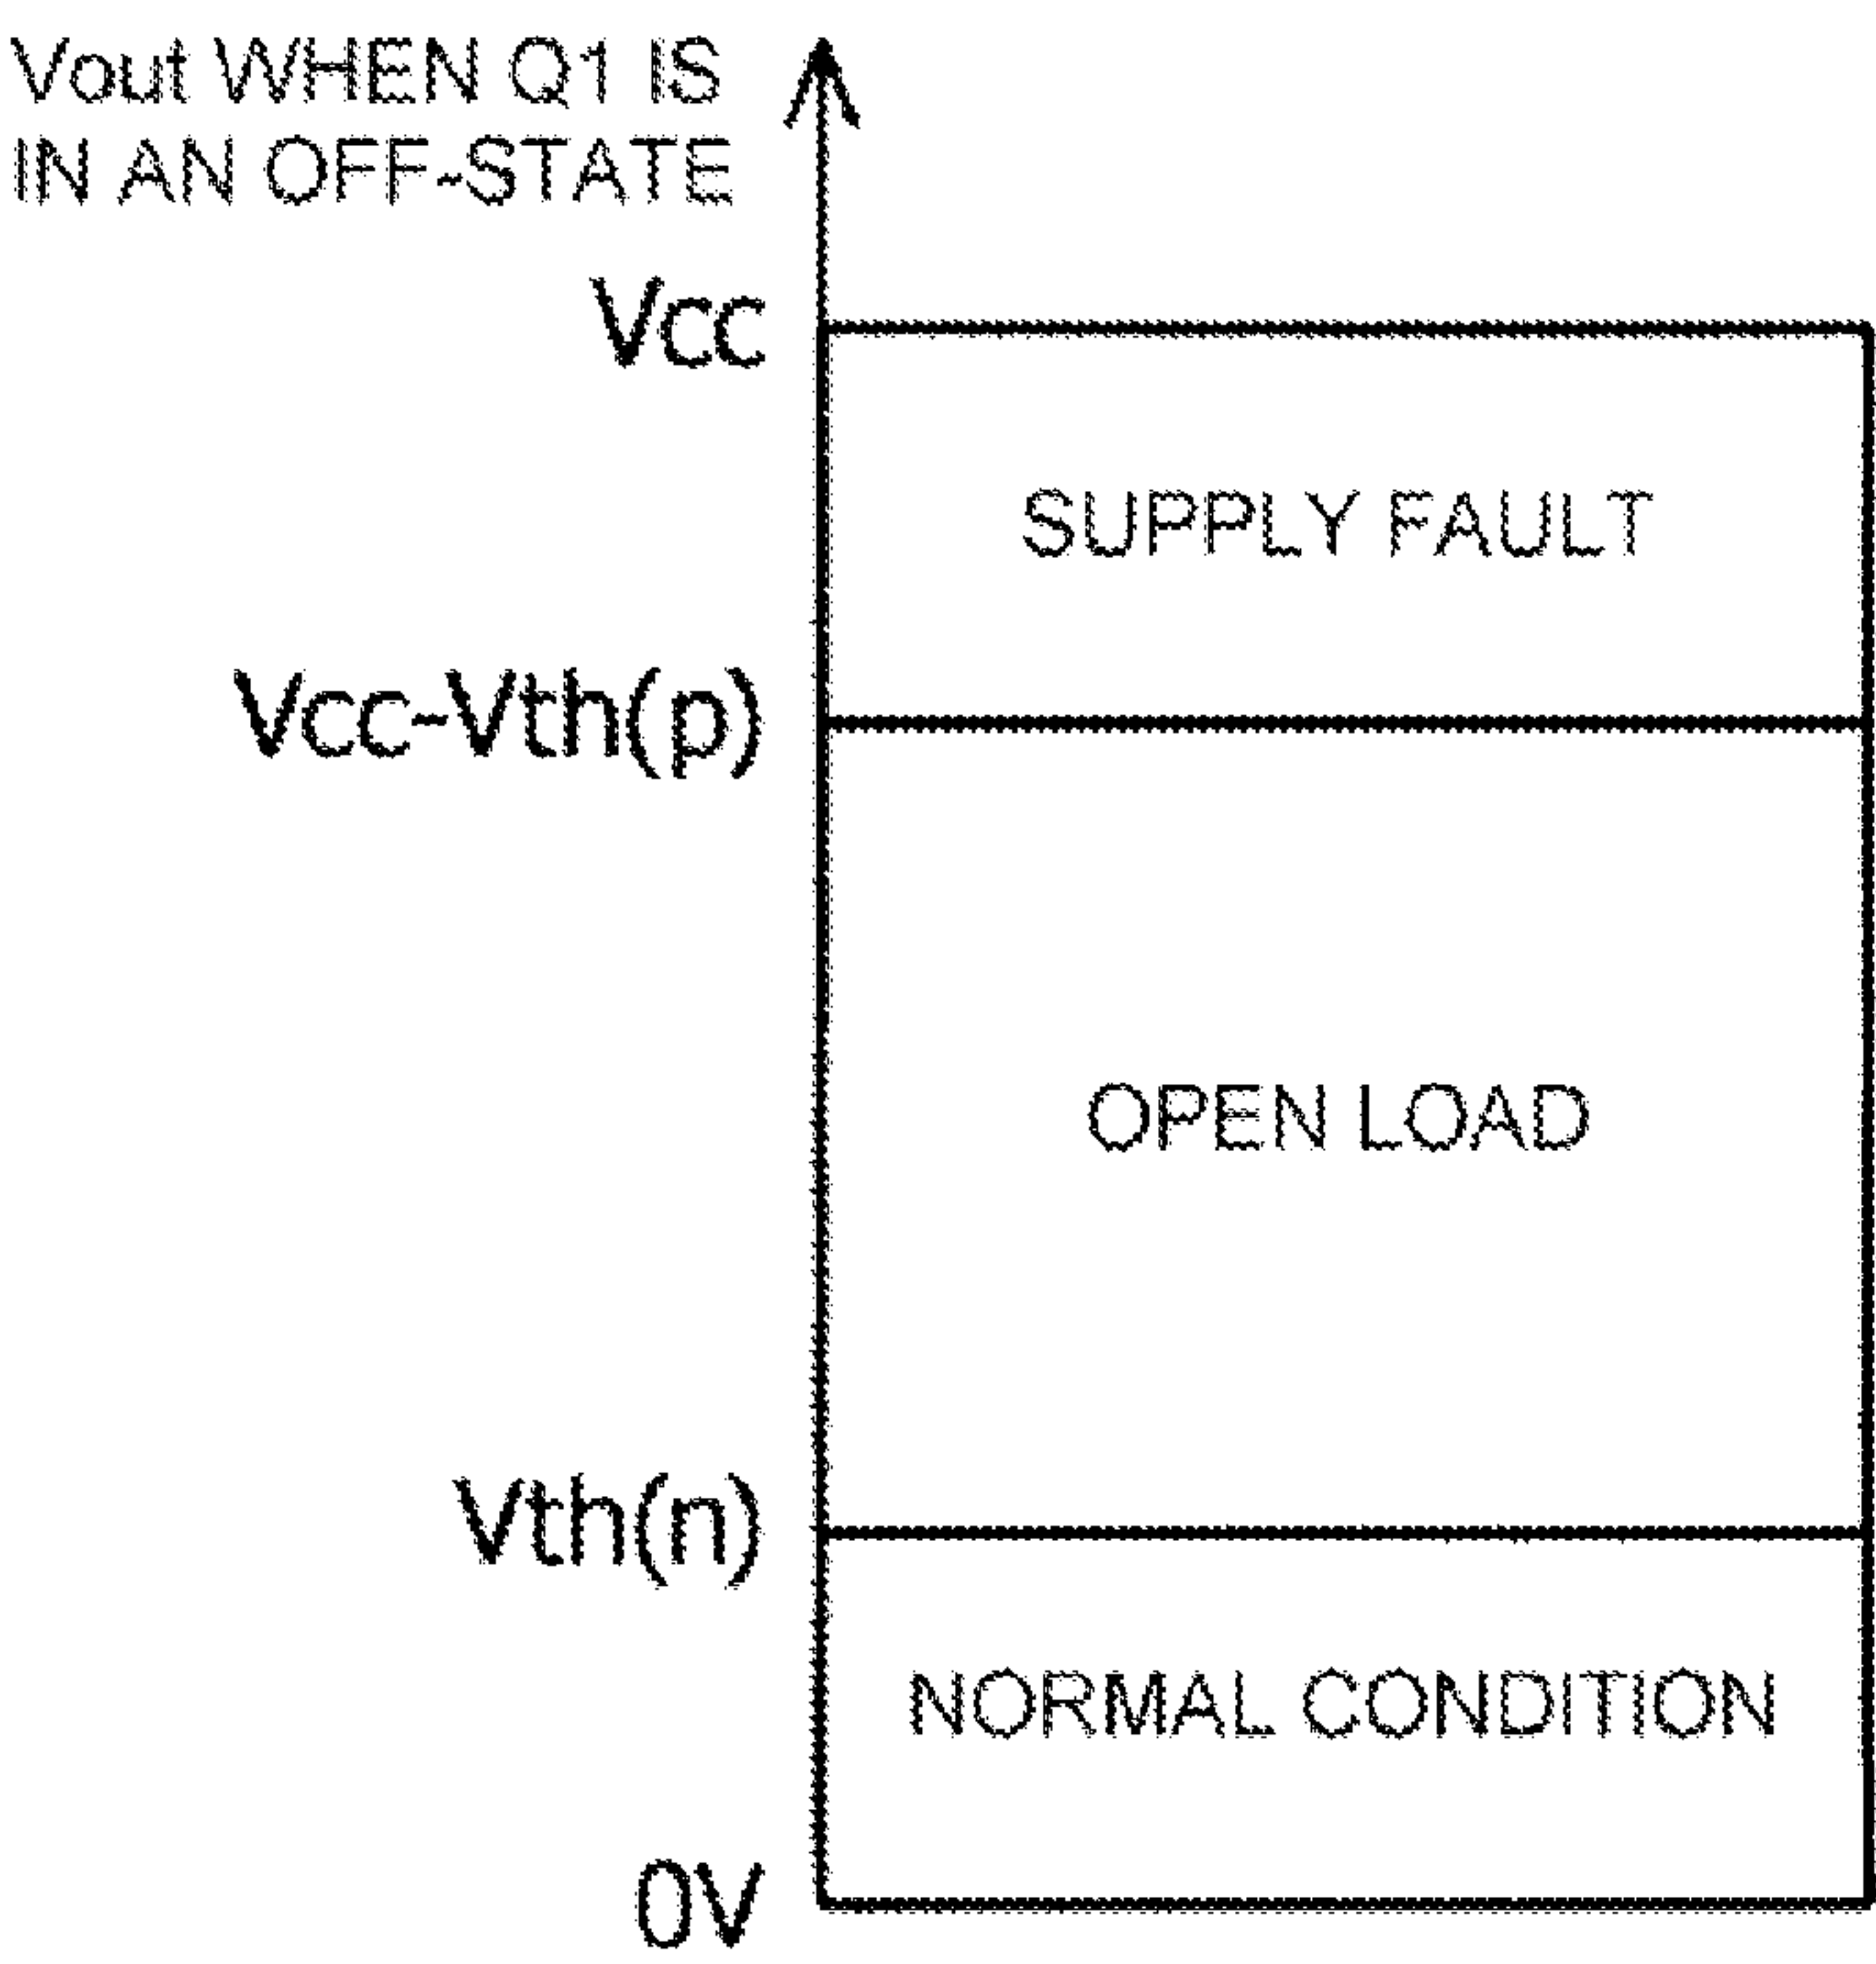 Vout WHEN Q1 IS
IN AN OFF-STATE
Vcc
SUPPLY FAULT
Vcc-Vth(p)
OPEN LOAD
Vth(n)
NORMAL CONDITION
0V